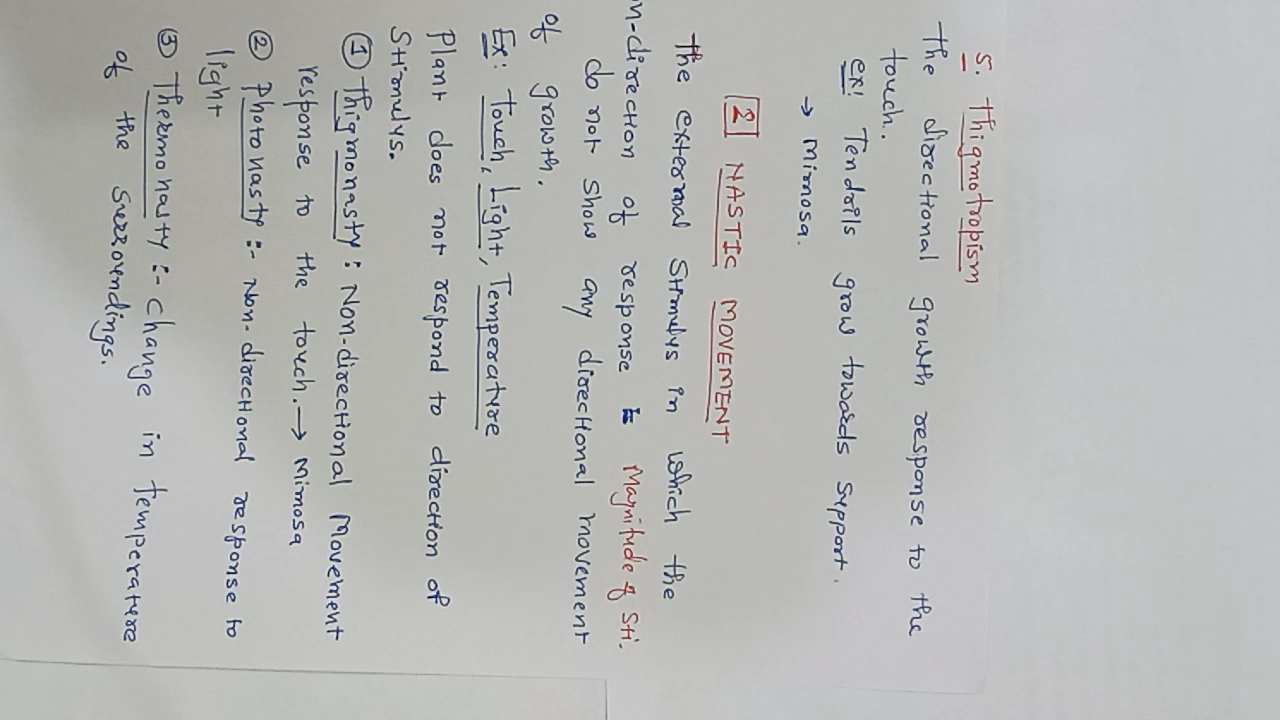 5. Thigmotropism
The directional growth response to the
touch.
ex: Tendrils grow towards support.
→ Mimosa.
2 NASTIC MOVEMENT
The external stimulus in which the
n-direction of response is Magnitude of Sti.
do not show any directional movement
of growth.
Ex: Touch, Light, Temperature
Plant does not respond to direction of
Stimulus.
① Thigmonasty: Non-directional Movement
response to the touch. → Mimosa
② Photonasty :- Non-directional response to
light
③ Thermonasty :- Change in temperature
of the surrovndings.